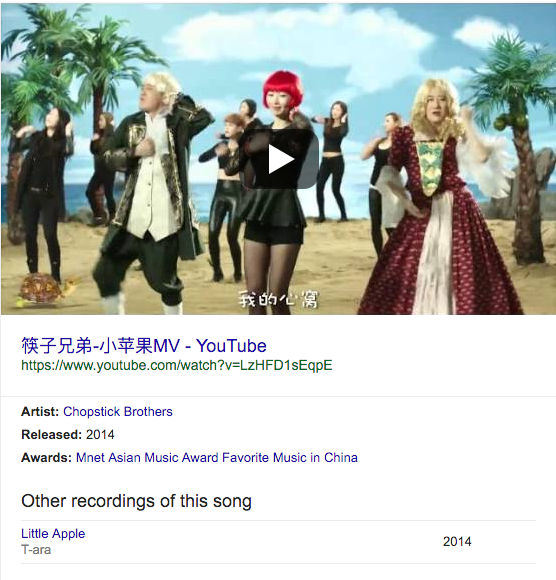 我的心窝
筷子兄弟-小苹果MV - YouTube
https://www.youtube.com/watch?v=LzHFD1sEqpE
Artist: Chopstick Brothers
Released: 2014
Awards: Mnet Asian Music Award Favorite Music in China
Other recordings of this song
Little Apple
T-ara
2014